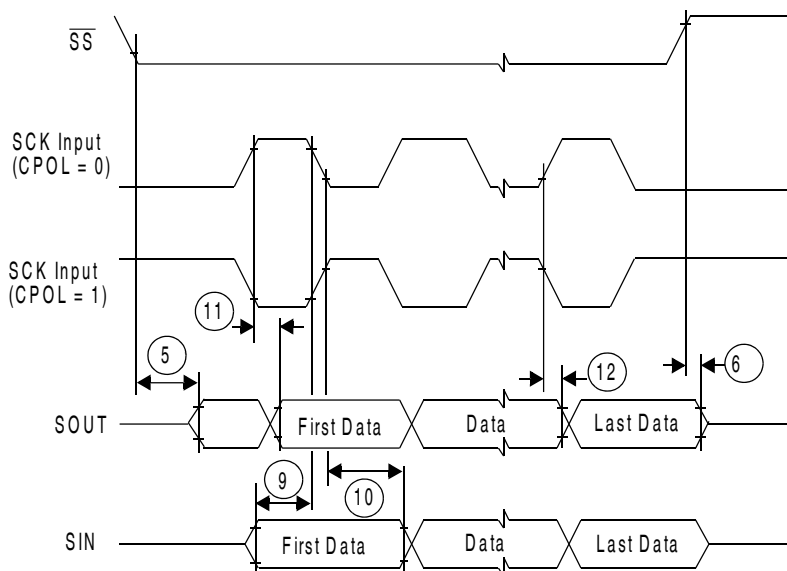 SS
SCK Input
(CPOL = 0)
SCK Input
(CPOL = 1)
11
5
12
6
SOUT
First Data
Data
Last Data
9
10
SIN
First Data
Data
Last Data